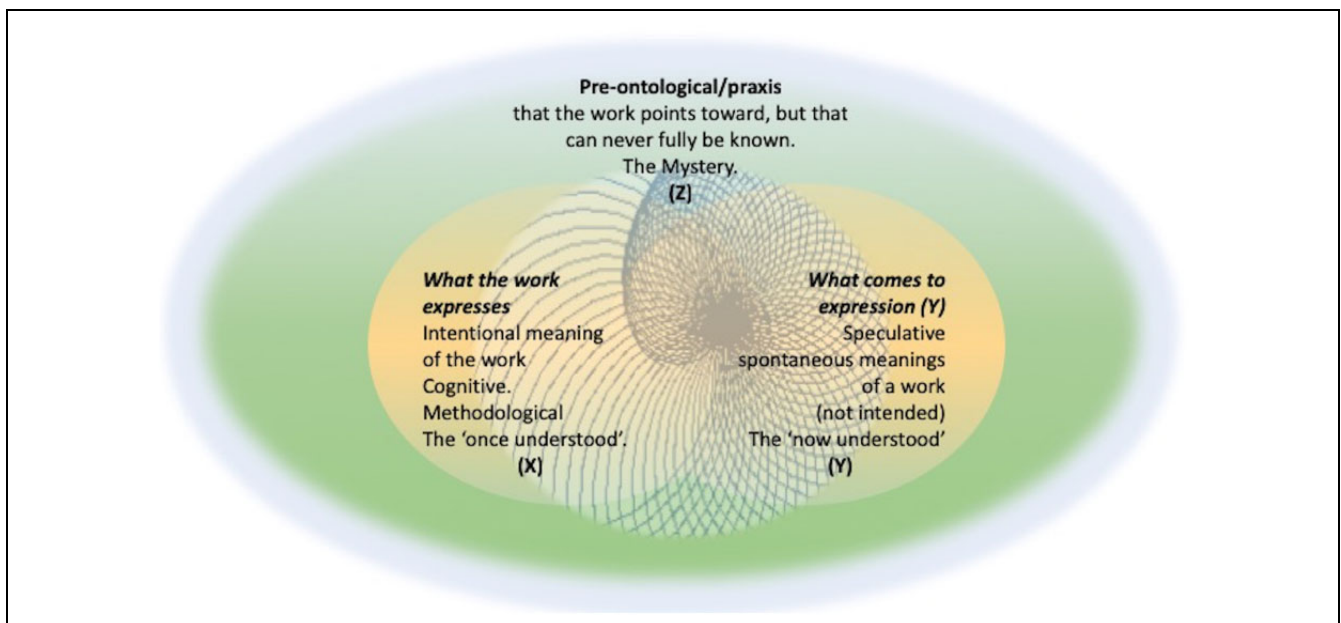 Pre-ontological/praxis
that the work points toward, but that
can never fully be known.
The Mystery.
(Z)
What the work
expresses
Intentional meaning
of the work
Cognitive.
Methodological
The ‘once understood’.
(X)
What comes to
expression (Y)
Speculative
spontaneous meanings
of a work
(not intended)
The ‘now understood’
(Y)